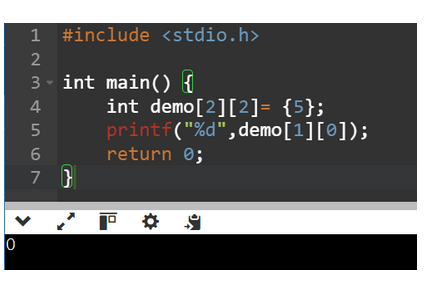 1 #include <stdio.h>
2
3 int main() {
4 int demo[2][2]= {5};
5 printf("%d",demo[1][0]);
6 return 0;
7 }
0